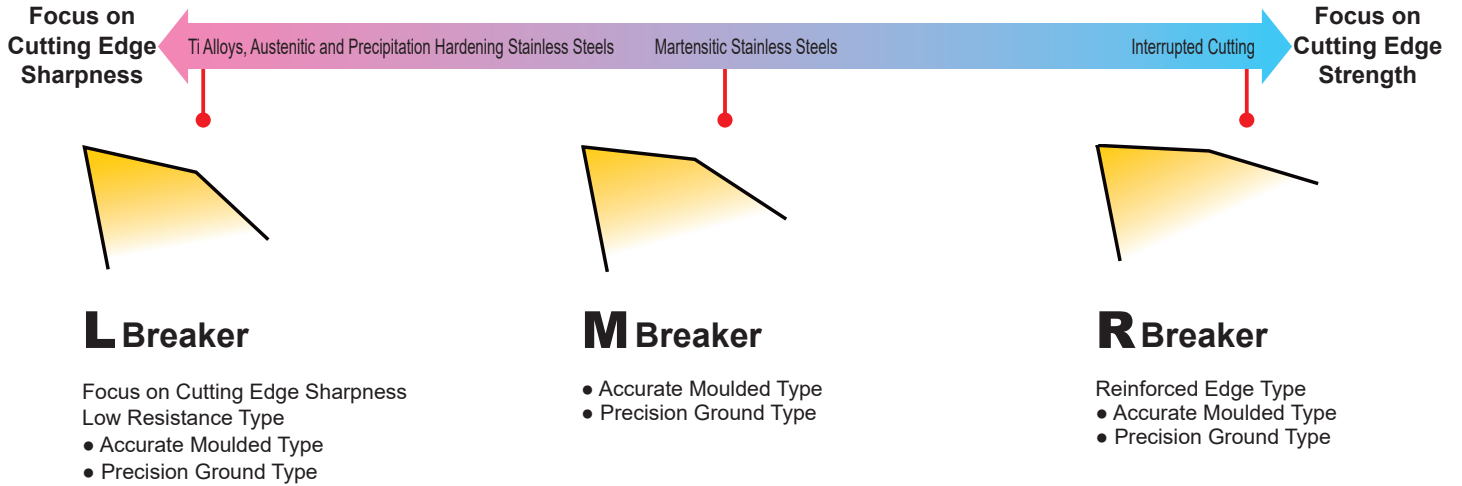 Focus on
Cutting Edge
Sharpness
Ti Alloys, Austenitic and Precipitation Hardening Stainless Steels
Martensitic Stainless Steels
Interrupted Cutting
Focus on
Cutting Edge
Strength
L Breaker
Focus on Cutting Edge Sharpness
Low Resistance Type
● Accurate Moulded Type
● Precision Ground Type
M Breaker
● Accurate Moulded Type
● Precision Ground Type
R Breaker
Reinforced Edge Type
● Accurate Moulded Type
● Precision Ground Type